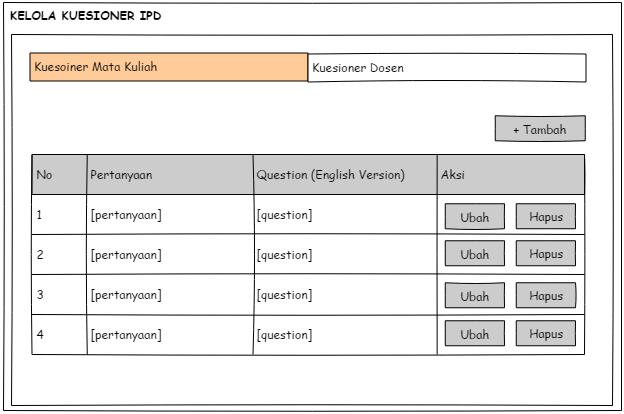 KELOLA KUESIONER IPD
Kuesoiner Mata Kuliah Kuesioner Dosen
+ Tambah
No Pertanyaan Question (English Version) Aksi
1 [pertanyaan] [question] Ubah Hapus
2 [pertanyaan] [question] Ubah Hapus
3 [pertanyaan] [question] Ubah Hapus
4 [pertanyaan] [question] Ubah Hapus